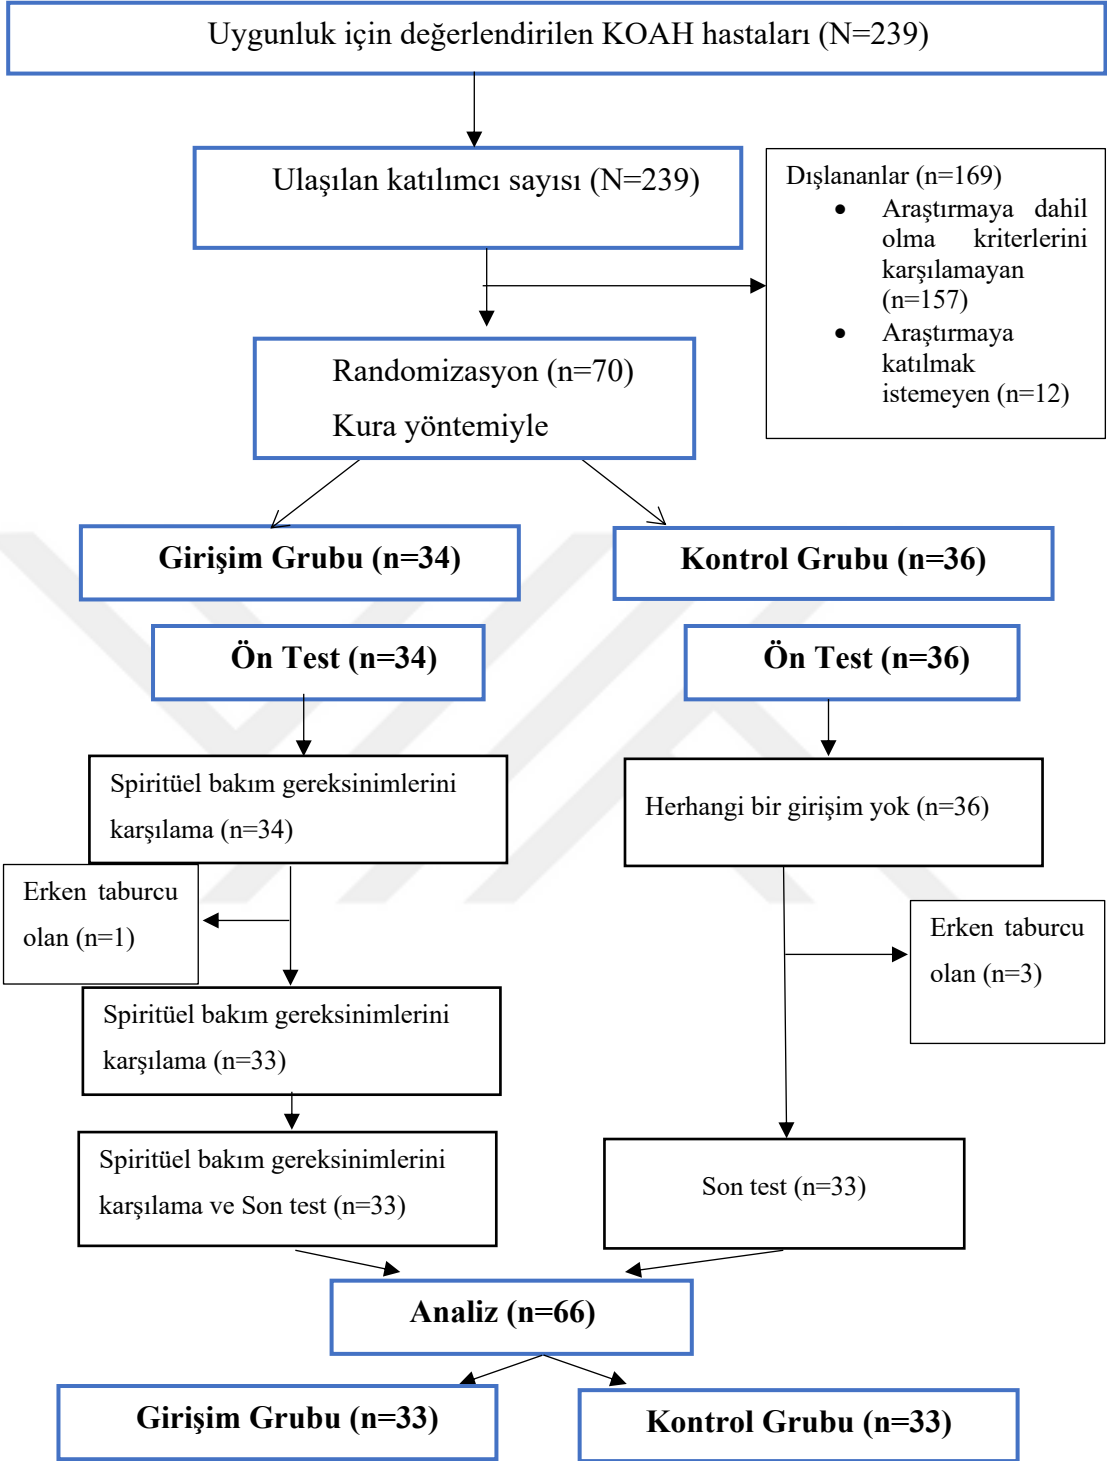 Uygunluk için değerlendirilen KOAH hastaları (N=239)
Ulaşılan katılımcı sayısı (N=239)
Dışlananlar (n=169)
• Araştırmaya dahil
olma kriterlerini
karşılamayan
(n=157)
• Araştırmaya
katılmak
istemeyen (n=12)
Randomizasyon (n=70)
Kura yöntemiyle
Girişim Grubu (n=34)
Kontrol Grubu (n=36)
Ön Test (n=34)
Ön Test (n=36)
Spiritüel bakım gereksinimlerini
karşılama (n=34)
Herhangi bir girişim yok (n=36)
Erken taburcu
olan (n=1)
Erken taburcu
olan (n=3)
Spiritüel bakım gereksinimlerini
karşılama (n=33)
Spiritüel bakım gereksinimlerini
karşılama ve Son test (n=33)
Son test (n=33)
Analiz (n=66)
Girişim Grubu (n=33)
Kontrol Grubu (n=33)